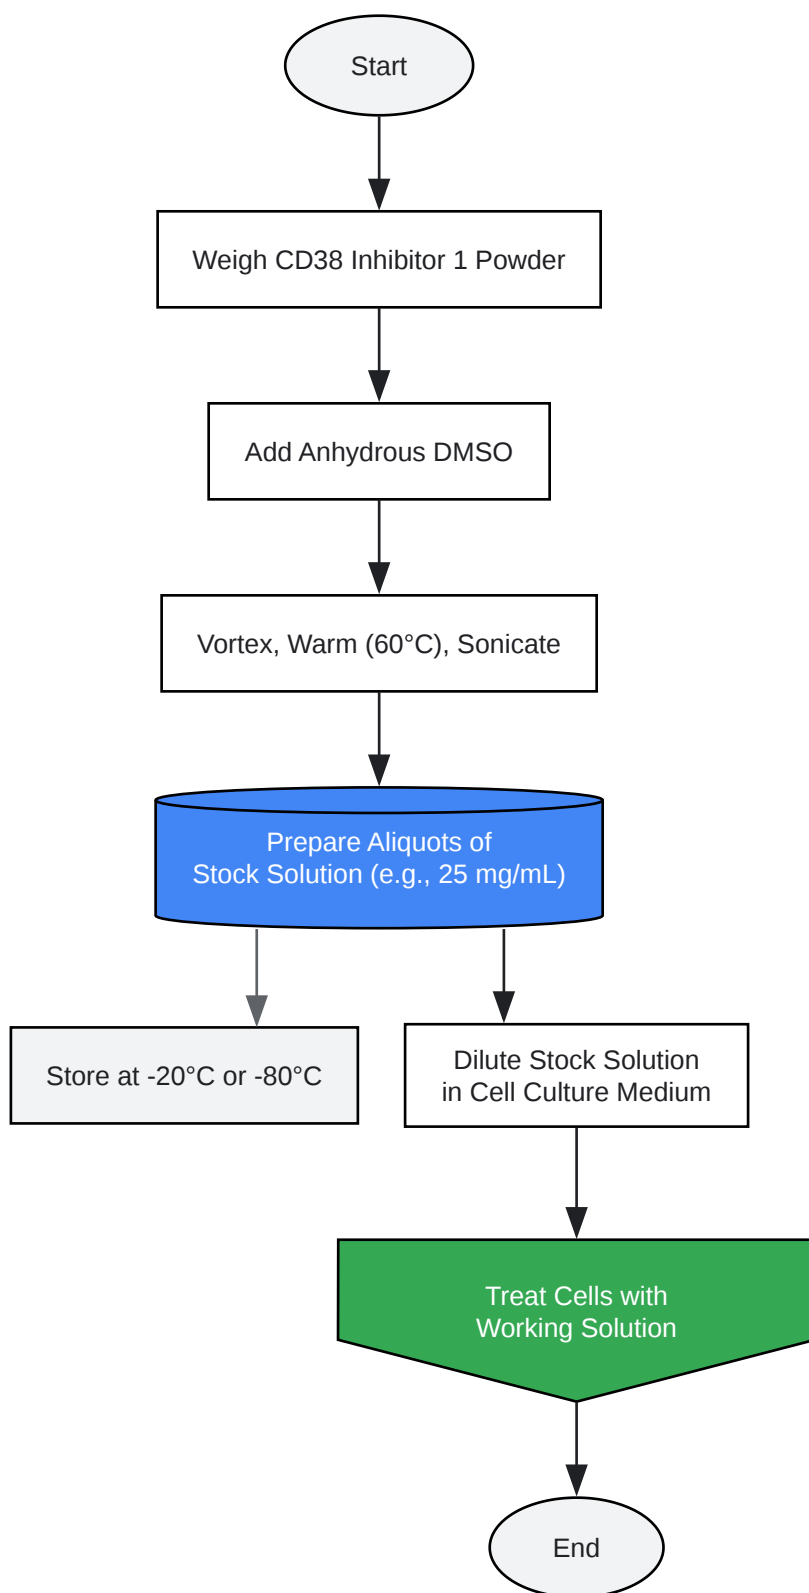 Start
Weigh CD38 Inhibitor 1 Powder
Add Anhydrous DMSO
Vortex, Warm (60°C), Sonicate
Prepare Aliquots of
Stock Solution (e.g., 25 mg/mL)
Store at -20°C or -80°C
Dilute Stock Solution
in Cell Culture Medium
Treat Cells with
Working Solution
End